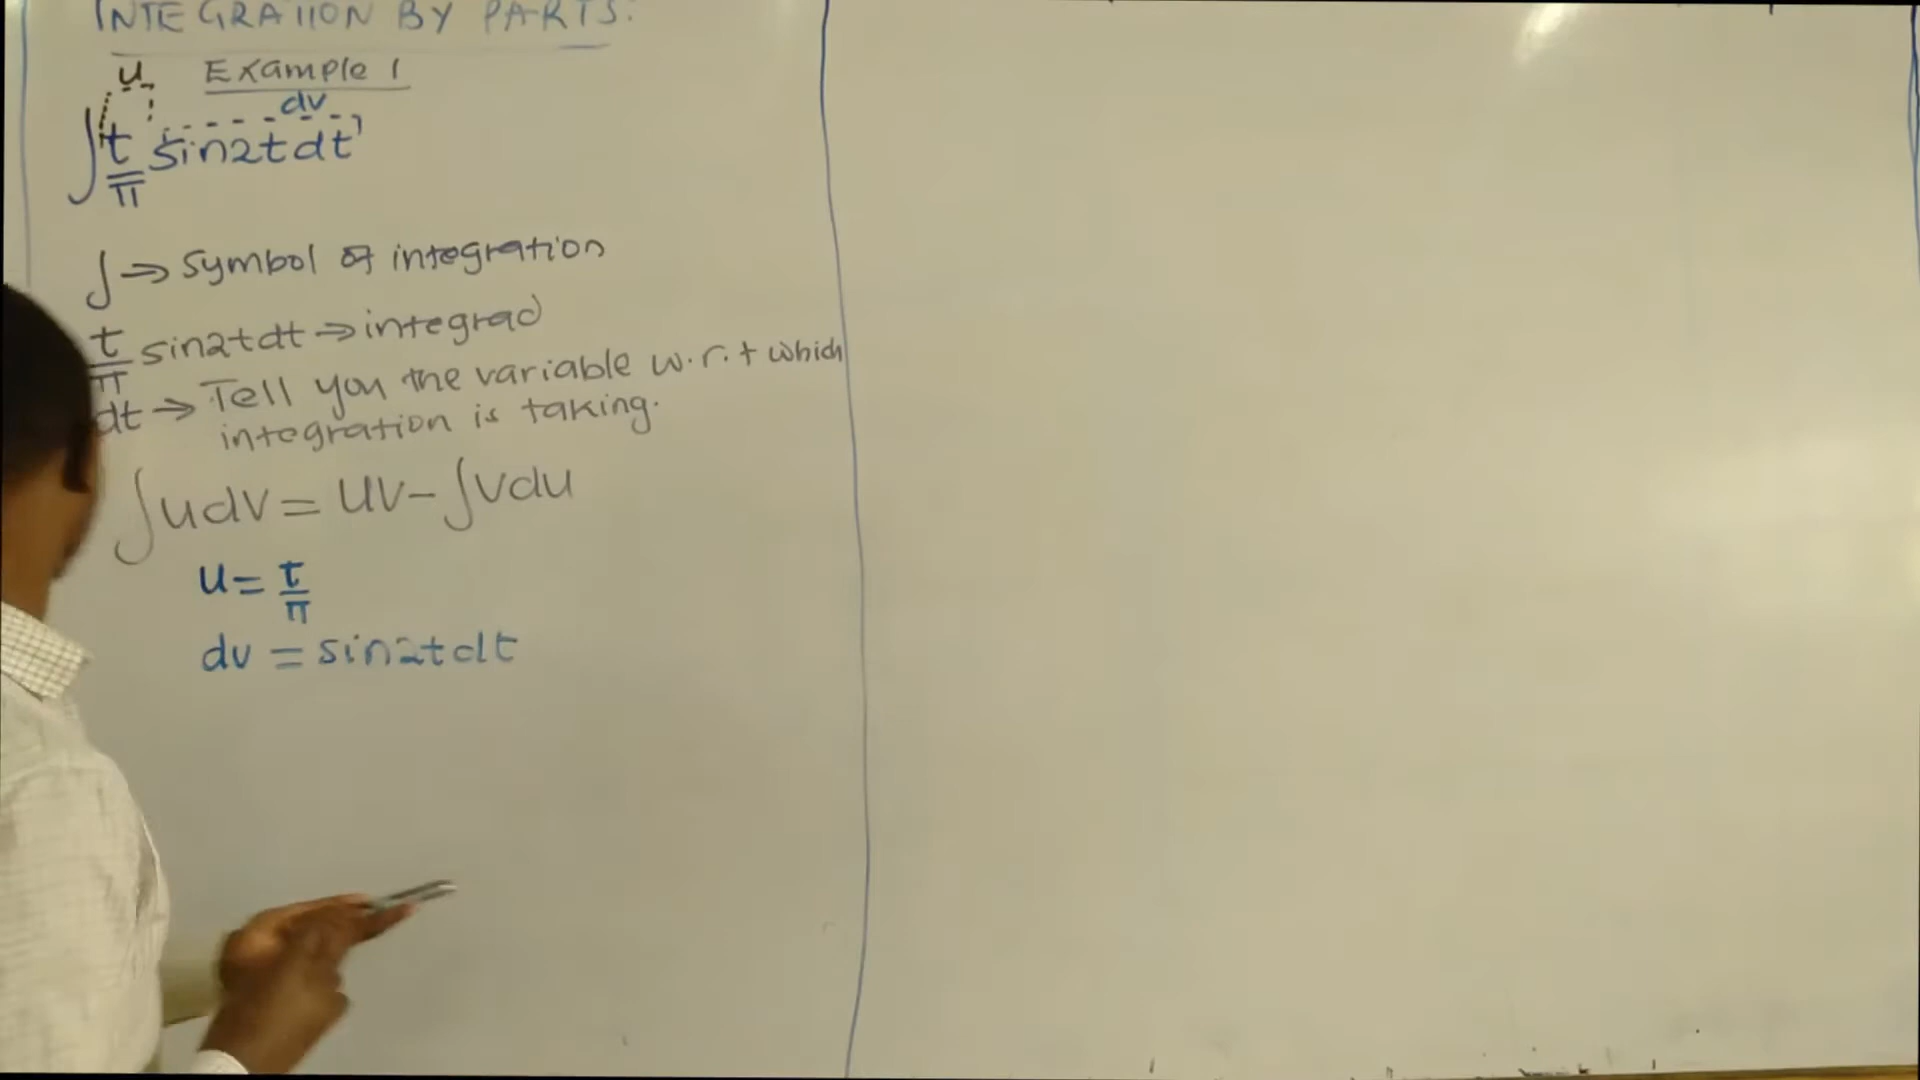 INTEGRATION BY PARTS.
u Example 1
dv
∫ t/π sin2tdt
∫ → Symbol of integration
t/π sin2tdt → integrad
dt → Tell you the variable w.r.t which
integration is taking.
∫udv = uv - ∫vdu
u = t/π
dv = sin2tdt